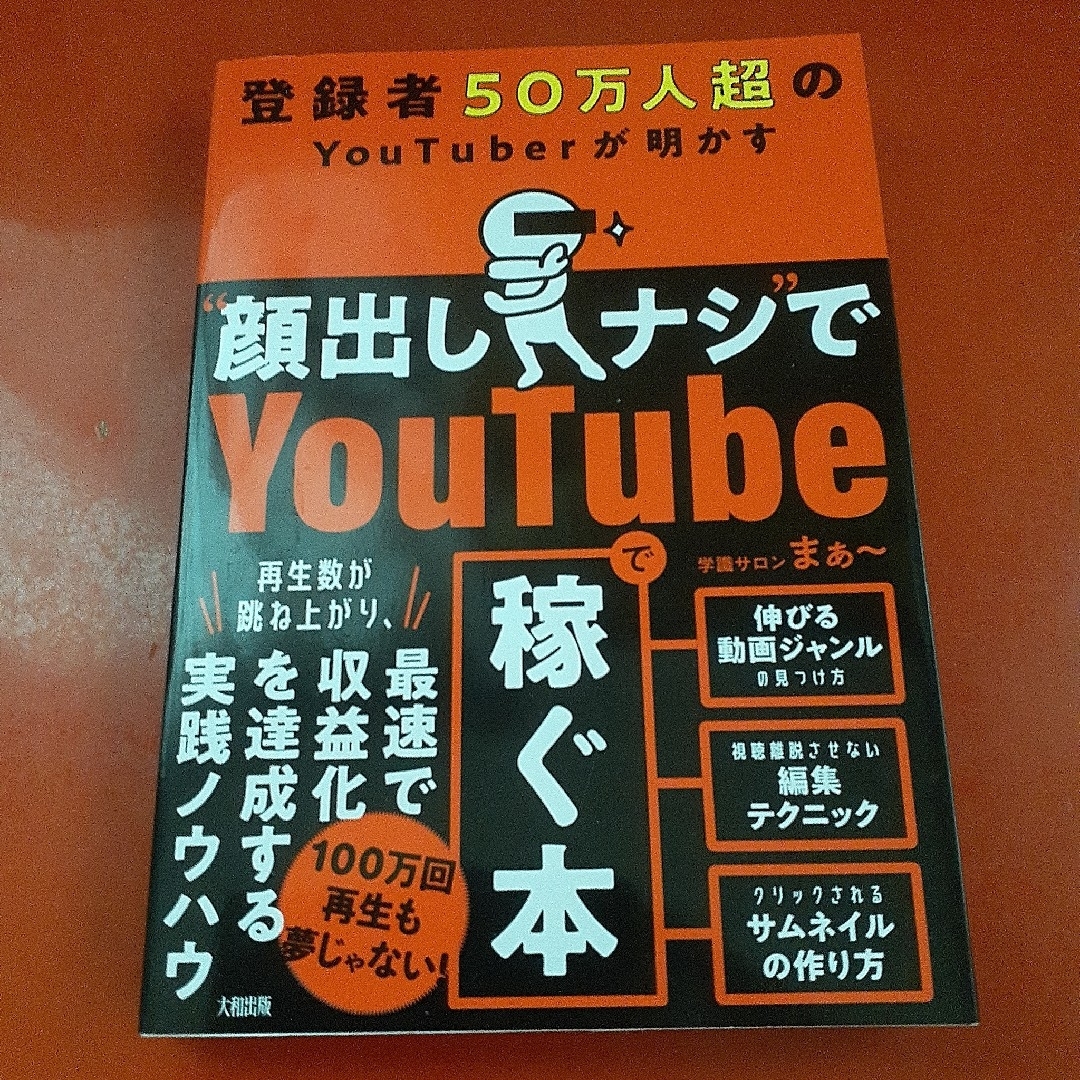 登録者50万人超の
YouTuberが明かす
“顔出しナシ”で
YouTube
で
稼ぐ本
学識サロン まぁ〜
再生数が
跳ね上がり、
最速で
収益化
を達成する
実践ノウハウ
100万回
再生も
夢じゃない!
伸びる
動画ジャンル
の見つけ方
視聴離脱させない
編集
テクニック
クリックされる
サムネイル
の作り方
大和出版